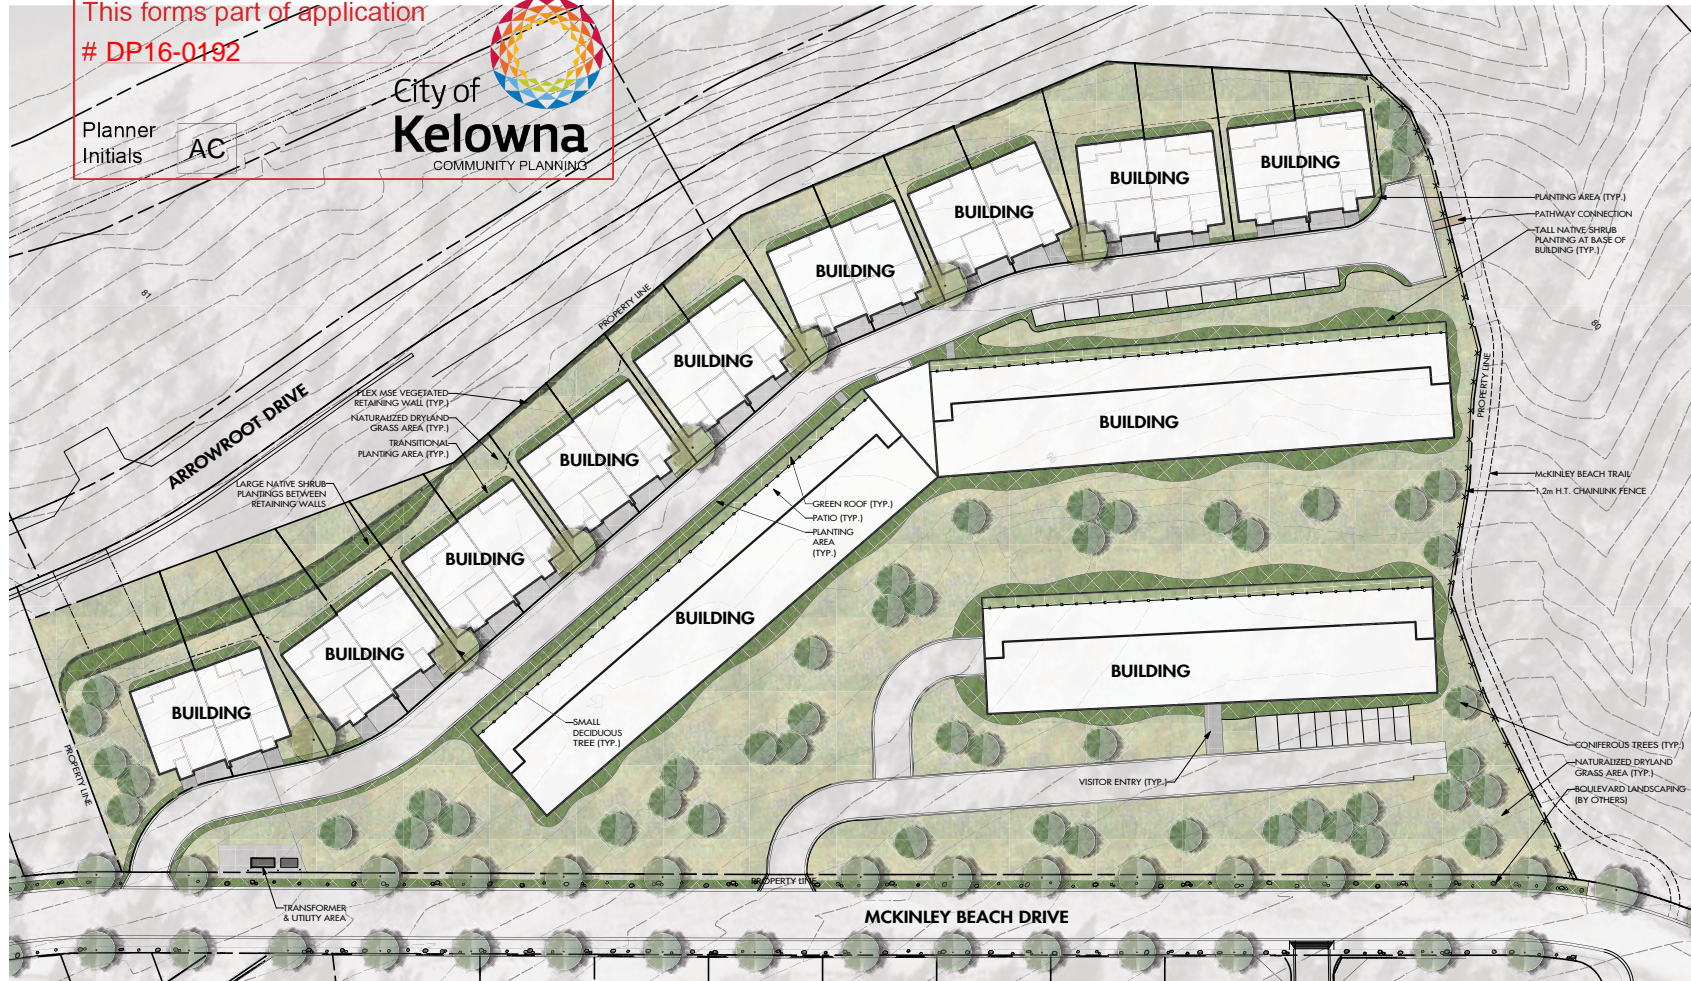 This forms part of application
# DP16-0192
City of
Kelowna
COMMUNITY PLANNING
Planner
Initials
AC
BUILDING
BUILDING
BUILDING
BUILDING
BUILDING
BUILDING
BUILDING
BUILDING
BUILDING
BUILDING
BUILDING
BUILDING
PLANTING AREA (TYP.)
PATHWAY CONNECTION
TALL NATIVE SHRUB
PLANTING AT BASE OF
BUILDING (TYP.)
81
80
PROPERTY LINE
PROPERTY LINE
ARROWROOT DRIVE
FLEX MSE VEGETATED
RETAINING WALL (TYP.)
NATURALIZED DRYLAND
GRASS AREA (TYP.)
TRANSITIONAL
PLANTING AREA (TYP.)
LARGE NATIVE SHRUB
PLANTINGS BETWEEN
RETAINING WALLS
GREEN ROOF (TYP.)
PATIO (TYP.)
PLANTING
AREA
(TYP.)
McKINLEY BEACH TRAIL
1.2m H.T. CHAINLINK FENCE
SMALL
DECIDUOUS
TREE (TYP.)
PROPERTY LINE
VISITOR ENTRY (TYP.)
CONIFEROUS TREES (TYP.)
NATURALIZED DRYLAND
GRASS AREA (TYP.)
BOULEVARD LANDSCAPING
(BY OTHERS)
PROPERTY LINE
TRANSFORMER
& UTILITY AREA
MCKINLEY BEACH DRIVE